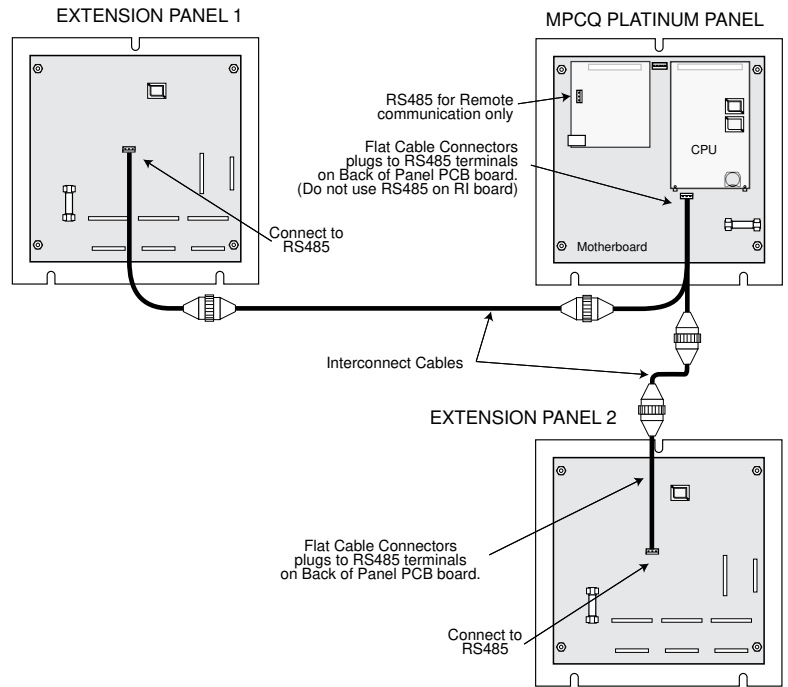 EXTENSION PANEL 1
MPCQ PLATINUM PANEL
RS485 for Remote
communication only
Flat Cable Connectors
plugs to RS485 terminals
on Back of Panel PCB board.
(Do not use RS485 on RI board)
CPU
Connect to
RS485
Motherboard
Interconnect Cables
EXTENSION PANEL 2
Flat Cable Connectors
plugs to RS485 terminals
on Back of Panel PCB board.
Connect to
RS485